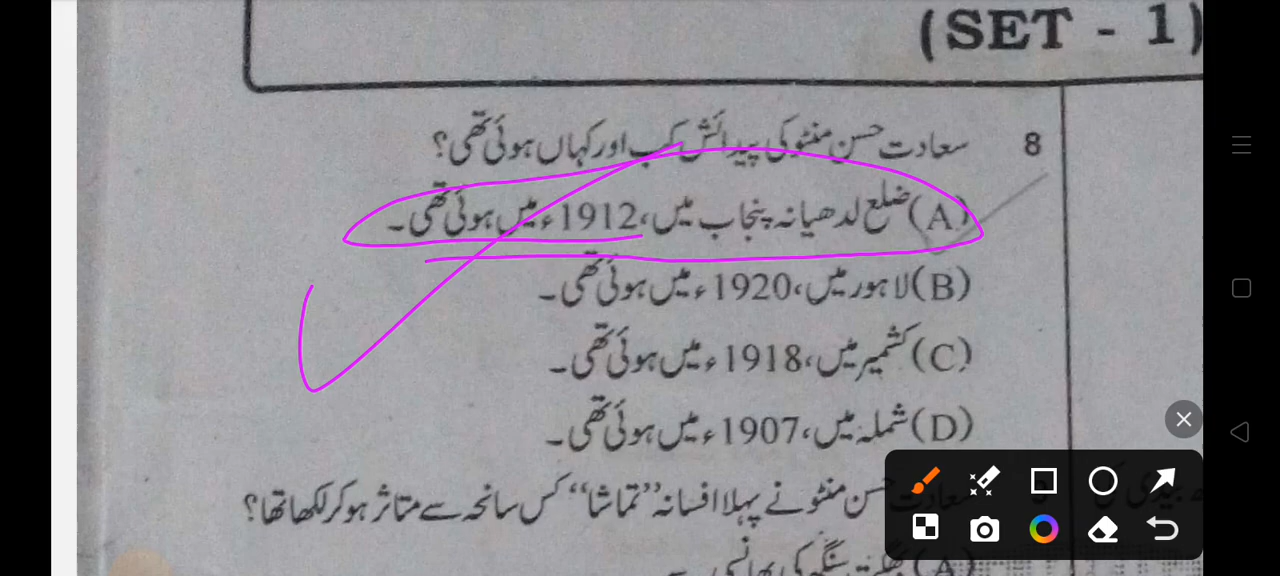 (SET - 1)
8 سعادت حسن منٹو کی پیدائش کب اور کہاں ہوئی تھی؟
(A) ضلع لدھیانہ پنجاب میں، 1912ء میں ہوئی تھی۔
(B) لاہور میں، 1920ء میں ہوئی تھی۔
(C) کشمیر میں، 1918ء میں ہوئی تھی۔
(D) شملہ میں، 1907ء میں ہوئی تھی۔
سعادت حسن منٹو نے پہلا افسانہ ’’تماشا‘‘ کس سانحہ سے متاثر ہو کر لکھا تھا؟